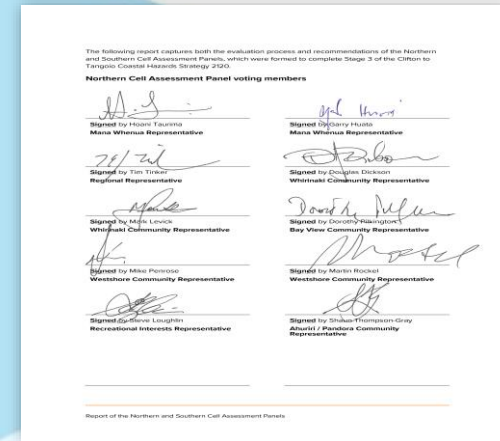 The following report captures both the evaluation process and recommendations of the Northern
and Southern Cell Assessment Panels, which were formed to complete Stage 3 of the Clifton to
Tangoio Coastal Hazards Strategy 2120.
Northern Cell Assessment Panel voting members
Signed by Hoani Taurima
Mana Whenua Representative
Signed by Garry Huata
Mana Whenua Representative
Signed by Tim Tinker
Regional Representative
Signed by Douglas Dickson
Whirinaki Community Representative
Signed by Mark Levick
Whirinaki Community Representative
Signed by Dorothy Pilkington
Bay View Community Representative
Signed by Mike Penrose
Westshore Community Representative
Signed by Martin Rockel
Westshore Community Representative
Signed by Steve Loughlin
Recreational Interests Representative
Signed by Shaun Thompson-Gray
Ahuriri / Pandora Community
Representative
Report of the Northern and Southern Cell Assessment Panels